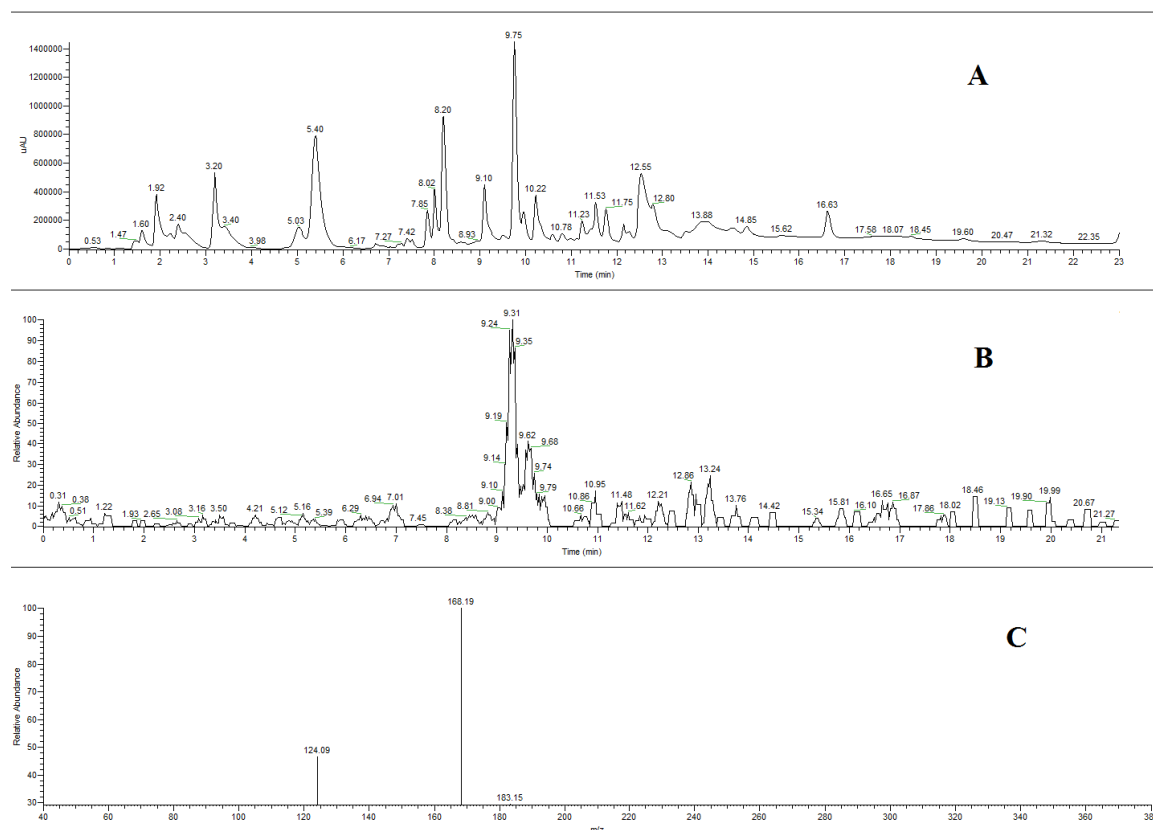 A
uAU
1400000
1200000
1000000
800000
600000
400000
200000
0
0.53 1.47 1.60 1.92 2.40 3.20 3.40 3.98 5.03 5.40 6.17 7.27 7.42 7.85 8.02 8.20 8.93 9.10 9.75 10.22 10.78 11.23 11.53 11.75 12.55 12.80 13.88 14.85 15.62 16.63 17.58 18.07 18.45 19.60 20.47 21.32 22.35
0 1 2 3 4 5 6 7 8 9 10 11 12 13 14 15 16 17 18 19 20 21 22 23
Time (min)
B
Relative Abundance
100
90
80
70
60
50
40
30
20
10
0
0.31 0.38 0.51 1.22 1.93 2.65 3.08 3.16 3.50 4.21 5.12 5.16 5.39 6.29 6.94 7.01 7.45 8.38 8.81 9.00 9.10 9.14 9.19 9.24 9.31 9.35 9.62 9.68 9.74 9.79 10.66 10.86 10.95 11.48 11.62 12.21 12.86 13.24 13.76 14.42 15.34 15.81 16.10 16.65 16.87 17.86 18.02 18.46 19.13 19.90 19.99 20.67 21.27
0 1 2 3 4 5 6 7 8 9 10 11 12 13 14 15 16 17 18 19 20 21
Time (min)
C
Relative Abundance
100
90
80
70
60
50
40
30
124.09 168.19 183.15
40 60 80 100 120 140 160 180 200 220 240 260 280 300 320 340 360 38
m/z